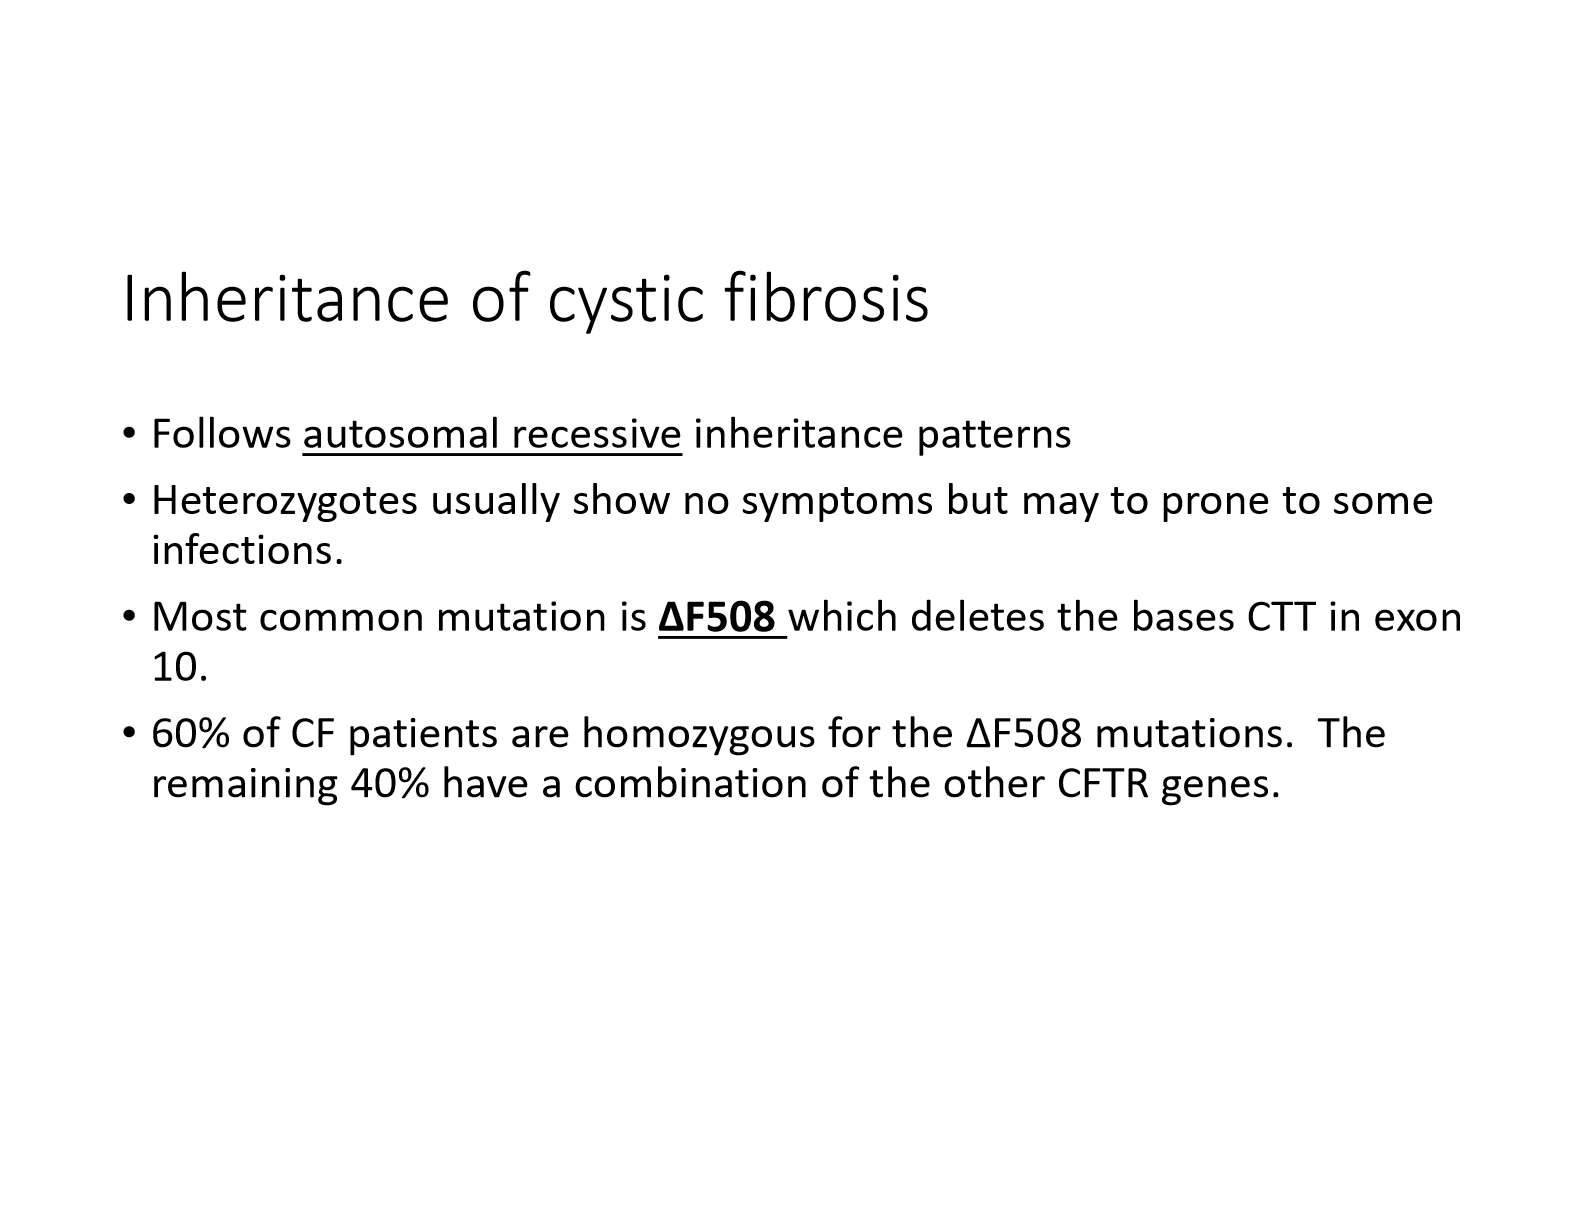 Inheritance of cystic fibrosis
• Follows autosomal recessive inheritance patterns
• Heterozygotes usually show no symptoms but may to prone to some
infections.
• Most common mutation is ΔF508 which deletes the bases CTT in exon
10.
• 60% of CF patients are homozygous for the ΔF508 mutations.  The
remaining 40% have a combination of the other CFTR genes.